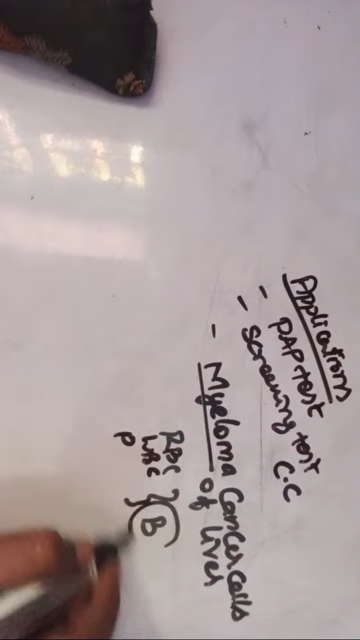 Applications
- PAP test
- Screening test C.C
- Myeloma Cancer cells
of liver
RBC
WBC
P
B